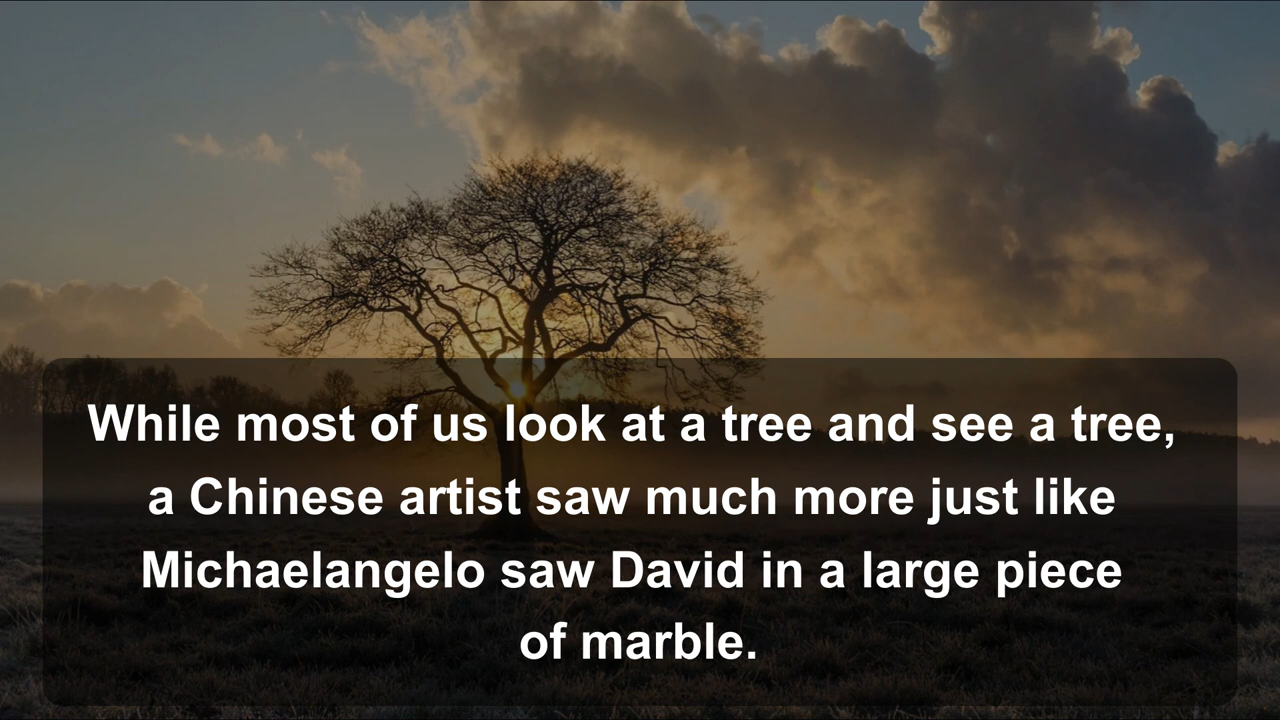 While most of us look at a tree and see a tree,
a Chinese artist saw much more just like
Michaelangelo saw David in a large piece
of marble.